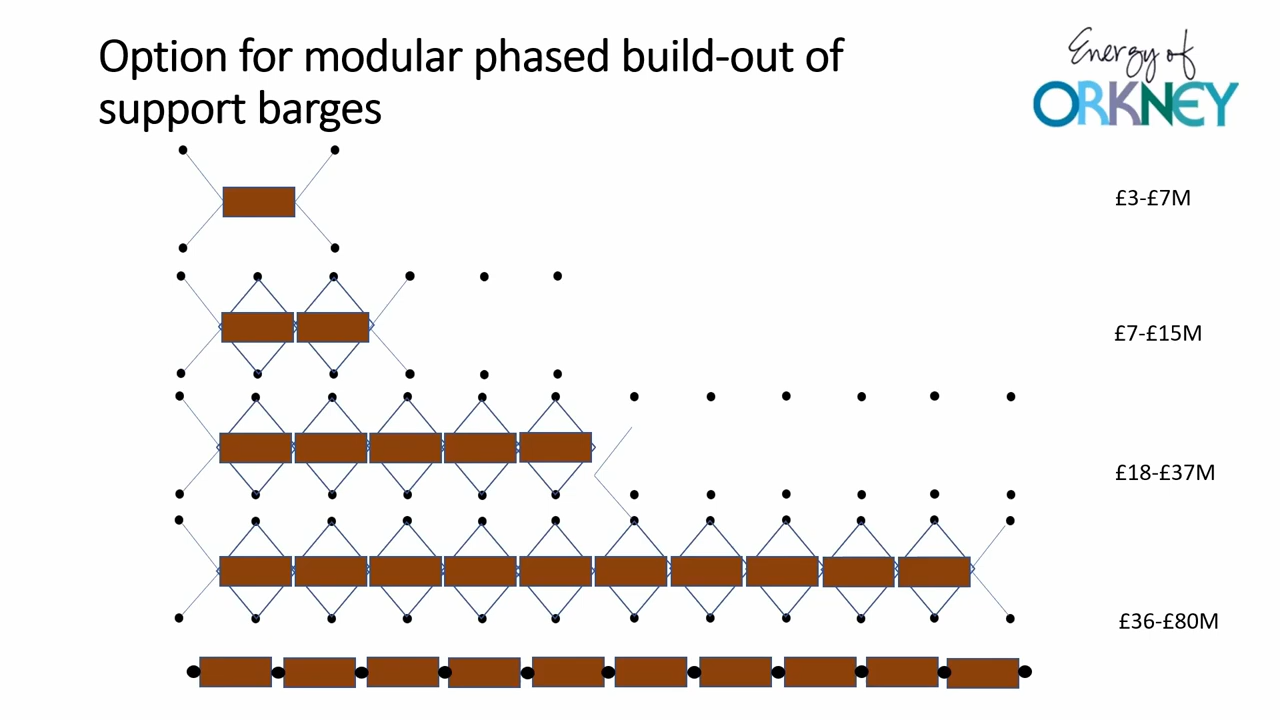 Option for modular phased build-out of
support barges
Energy of
ORKNEY
£3-£7M
£7-£15M
£18-£37M
£36-£80M